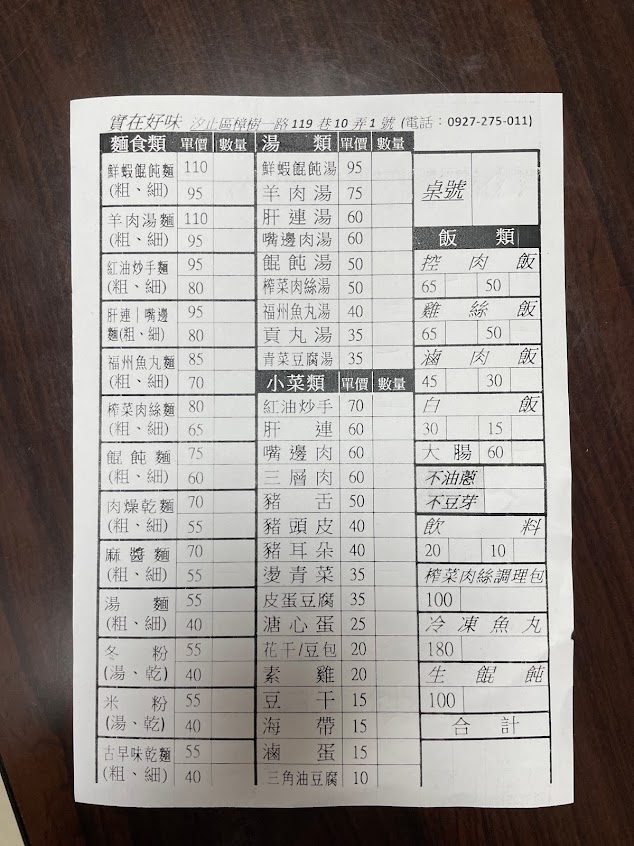 實在好味 汐止區樟樹一路119巷10弄1號 (電話：0927-275-011)
麵食類 單價 數量
鮮蝦餛飩麵 110
(粗、細) 95
羊肉湯麵 110
(粗、細) 95
紅油炒手麵 95
(粗、細) 80
肝連|嘴邊 95
麵(粗、細) 80
福州魚丸麵 85
(粗、細) 70
榨菜肉絲麵 80
(粗、細) 65
餛飩麵 75
(粗、細) 60
肉燥乾麵 70
(粗、細) 55
麻醬麵 70
(粗、細) 55
湯麵 55
(粗、細) 40
冬粉 55
(湯、乾) 40
米粉 55
(湯、乾) 40
古早味乾麵 55
(粗、細) 40
湯類 單價 數量
鮮蝦餛飩湯 95
羊肉湯 75
肝連湯 60
嘴邊肉湯 60
餛飩湯 50
榨菜肉絲湯 50
福州魚丸湯 40
貢丸湯 35
青菜豆腐湯 35
小菜類 單價 數量
紅油炒手 70
肝連 60
嘴邊肉 60
三層肉 60
豬舌 50
豬頭皮 40
豬耳朵 40
燙青菜 35
皮蛋豆腐 35
溏心蛋 25
花干/豆包 20
素雞 20
豆干 15
海帶 15
滷蛋 15
三角油豆腐 10
桌號
飯類
控肉飯
65 50
雞絲飯
65 50
滷肉飯
45 30
白飯
30 15
大腸 60
不油蔥
不豆芽
飲料
20 10
榨菜肉絲調理包
100
冷凍魚丸
180
生餛飩
100
合計